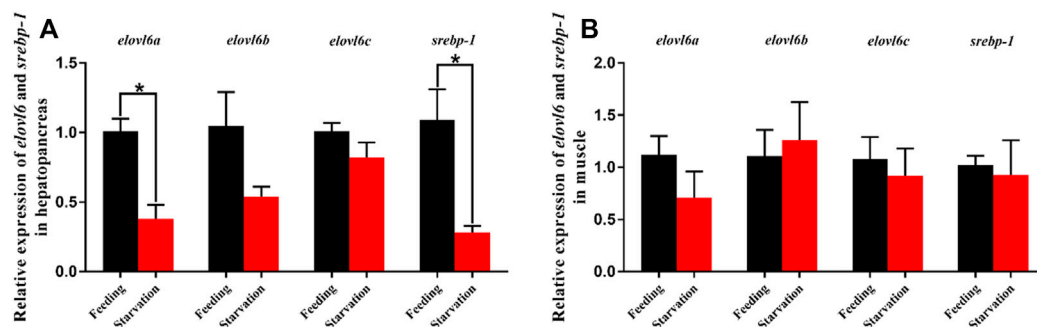 A
elovl6a elovl6b elovl6c srebp-1
Relative expression of elovl6 and srebp-1
in hepatopancreas
1.5
1.0
0.5
0.0
* *
Feeding Starvation Feeding Starvation Feeding Starvation Feeding Starvation
B
elovl6a elovl6b elovl6c srebp-1
Relative expression of elovl6 and srebp-1
in muscle
2.0
1.5
1.0
0.5
0.0
Feeding Starvation Feeding Starvation Feeding Starvation Feeding Starvation